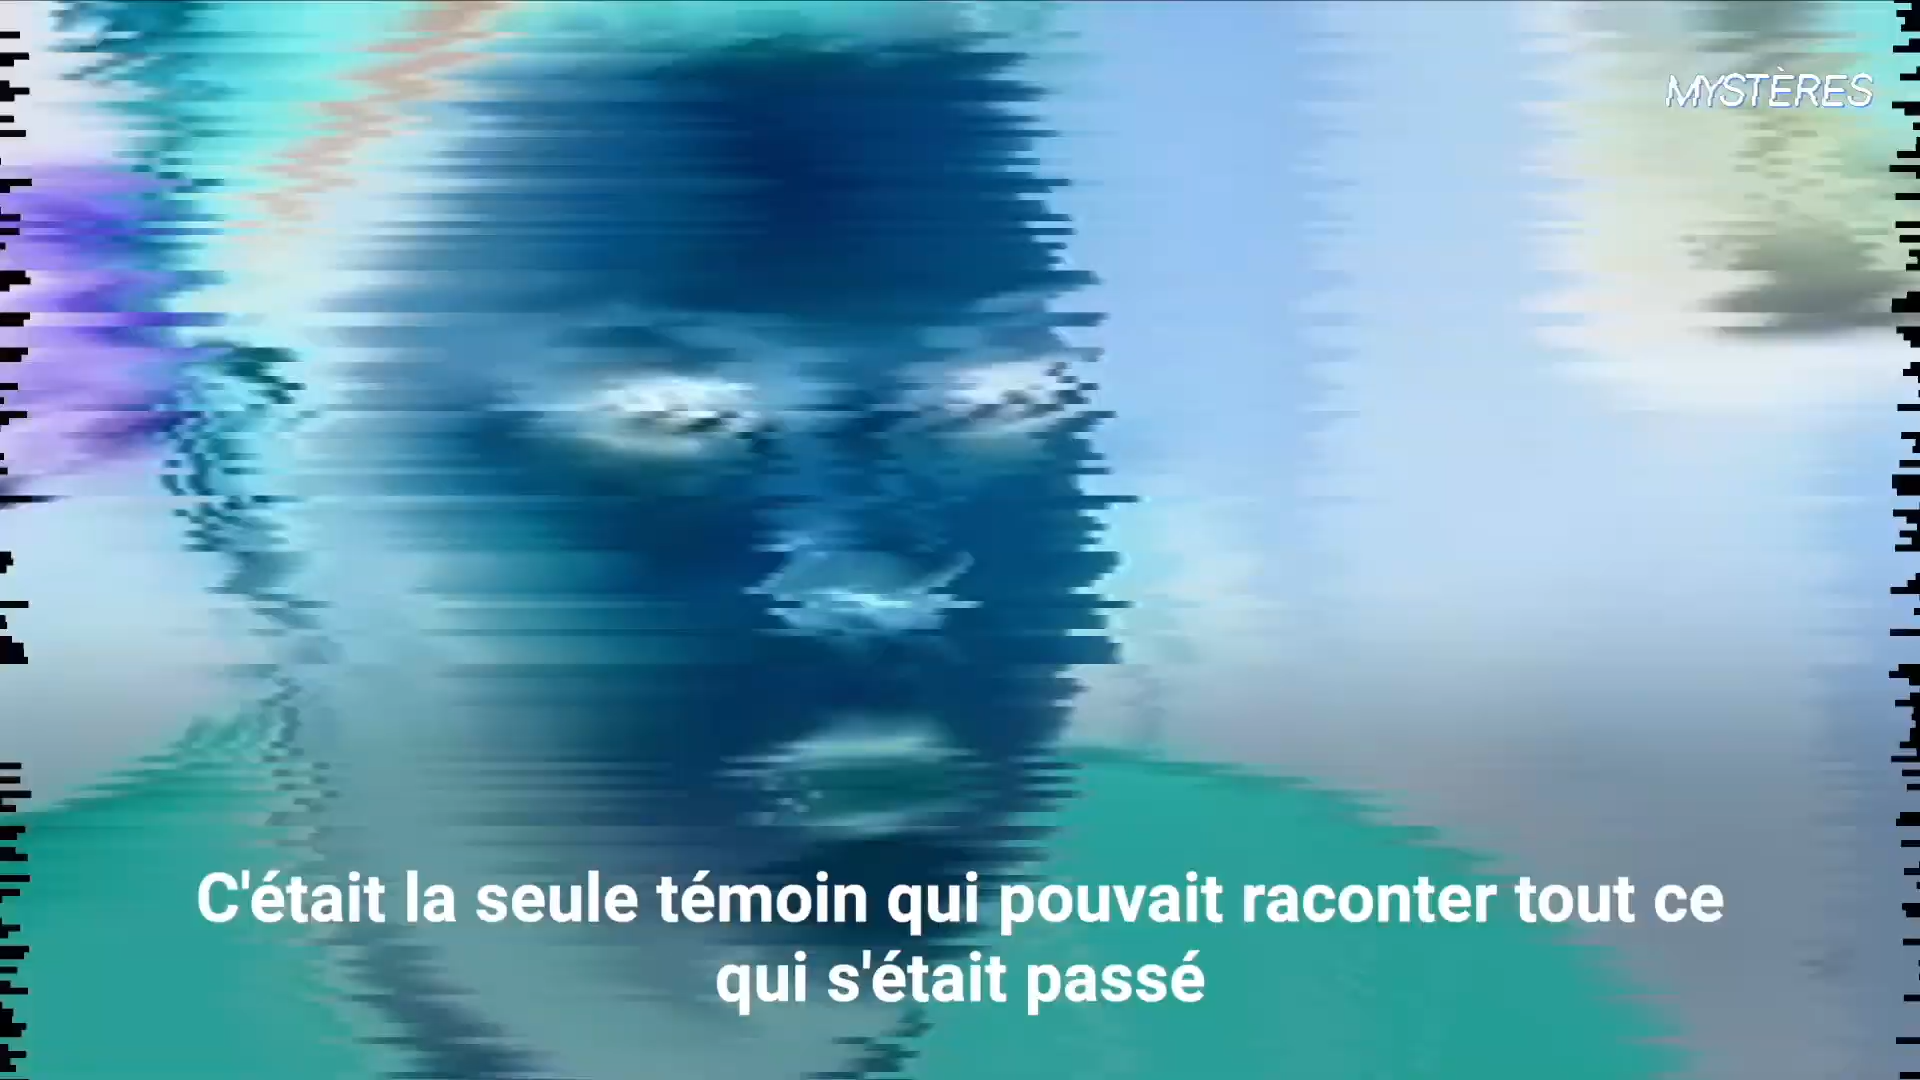 MYSTÈRES
C'était la seule témoin qui pouvait raconter tout ce
qui s'était passé